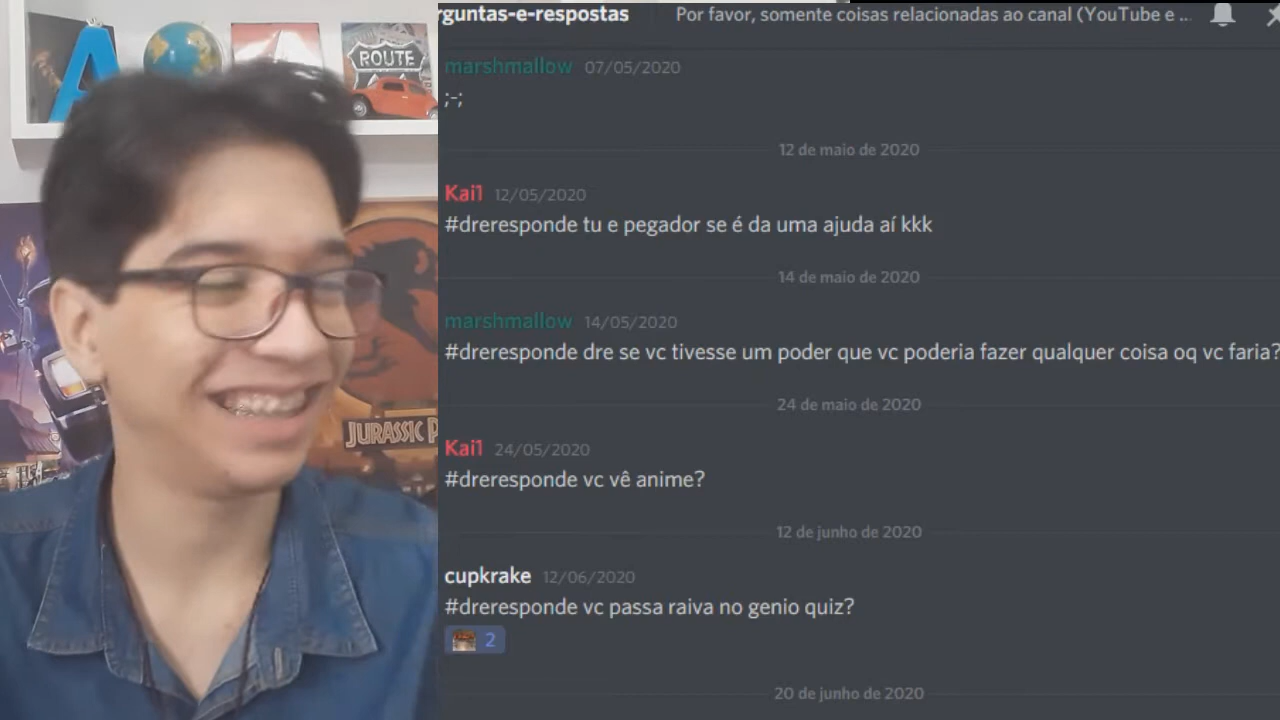 ROUTE
JURASSIC P
guntas-e-respostas
Por favor, somente coisas relacionadas ao canal (YouTube e ...
marshmallow 07/05/2020
;-;
12 de maio de 2020
Kai1 12/05/2020
#dreresponde tu e pegador se é da uma ajuda aí kkk
14 de maio de 2020
marshmallow 14/05/2020
#dreresponde dre se vc tivesse um poder que vc poderia fazer qualquer coisa oq vc faria?
24 de maio de 2020
Kai1 24/05/2020
#dreresponde vc vê anime?
12 de junho de 2020
cupkrake 12/06/2020
#dreresponde vc passa raiva no genio quiz?
2
20 de junho de 2020